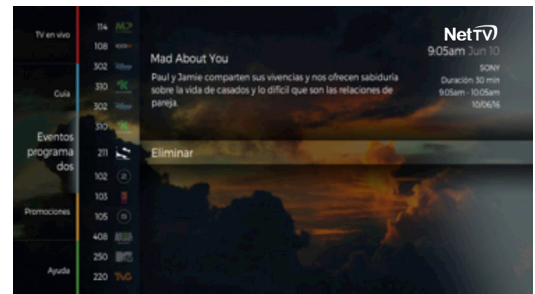 TV en vivo
Guia
Eventos
programa
dos
Promociones
Ayuda
114
108
302
310
302
310
211
102 2
103
105
408
250
220 TVG
Mad About You
Paul y Jamie comparten sus vivencias y nos ofrecen sabiduría
sobre la vida de casados y lo difícil que son las relaciones de
pareja.
Eliminar
NetTV
9:05am Jun 10
SONY
Duración 30 min
9:05am - 10:05am
10/06/16